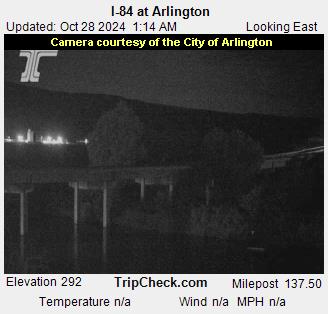 I-84 at Arlington
Updated: Oct 28 2024 1:14 AM Looking East
Camera courtesy of the City of Arlington
Elevation 292 TripCheck.com Milepost 137.50
Temperature n/a Wind n/a MPH n/a